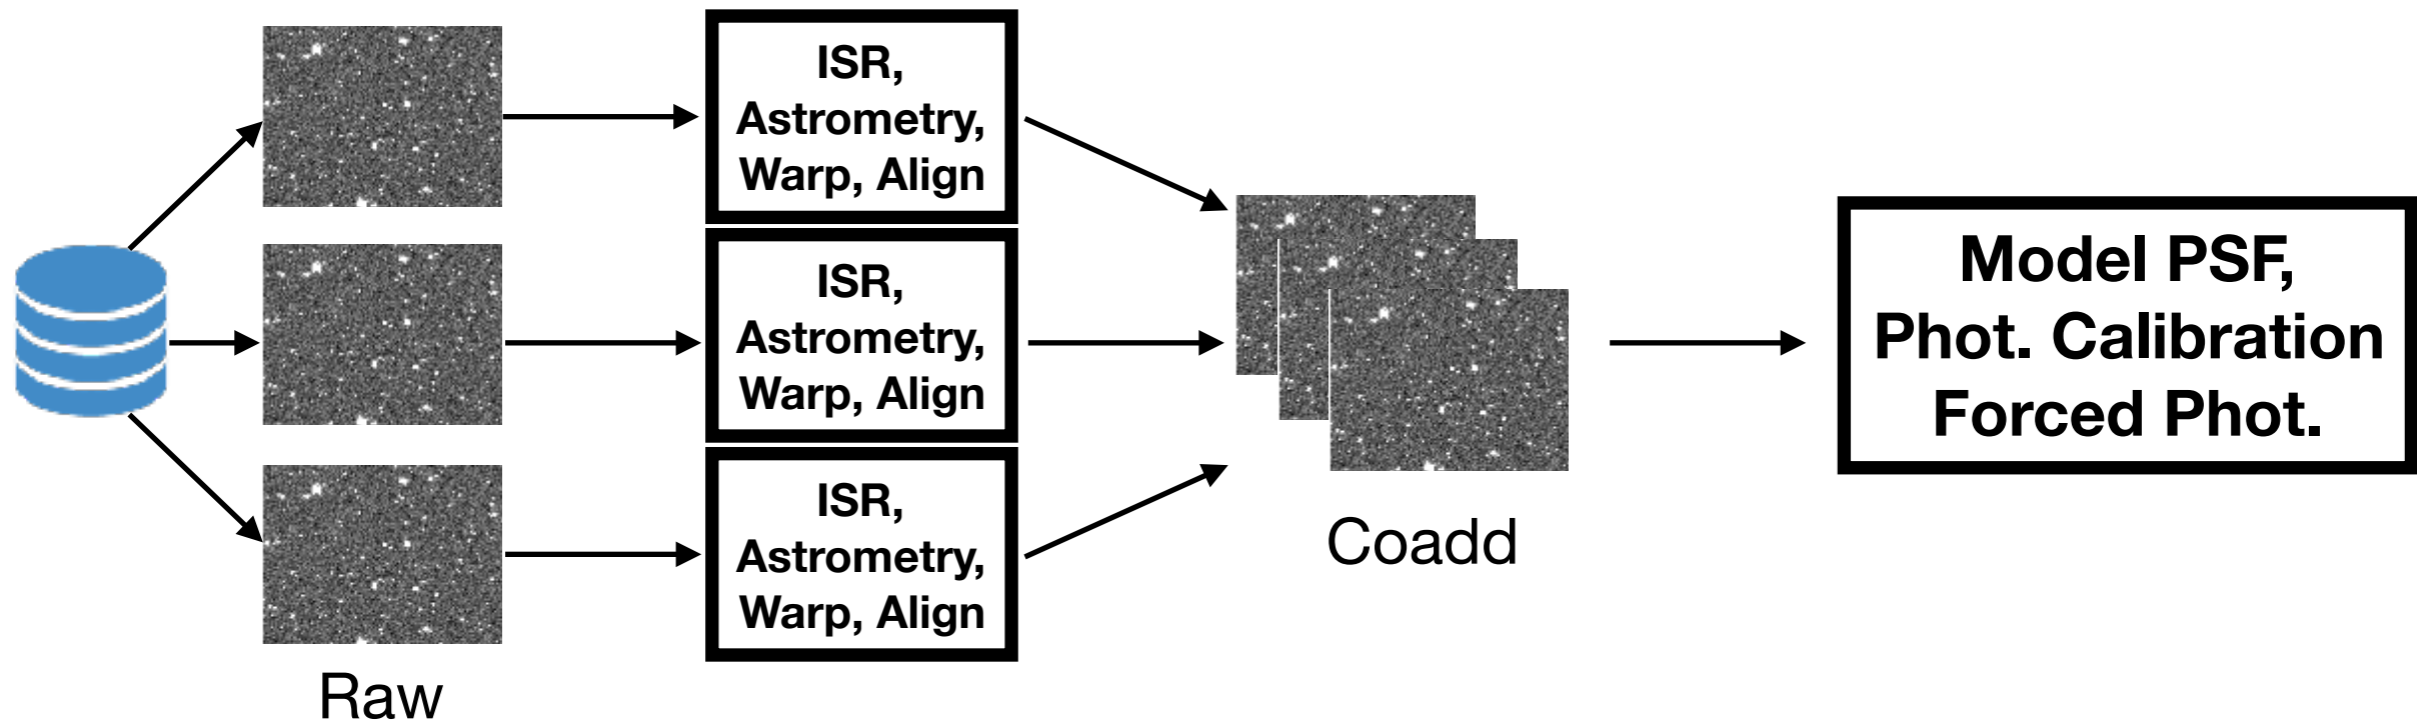 ISR,
Astrometry,
Warp, Align
ISR,
Astrometry,
Warp, Align
ISR,
Astrometry,
Warp, Align
Raw
Coadd
Model PSF,
Phot. Calibration
Forced Phot.